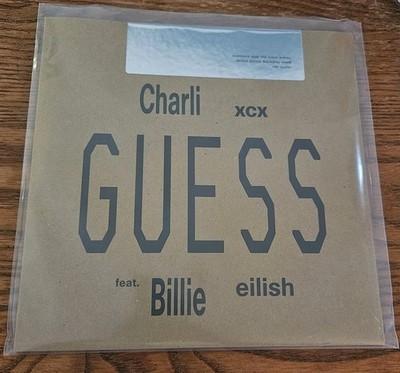 Charli xcx
GUESS
feat. Billie eilish